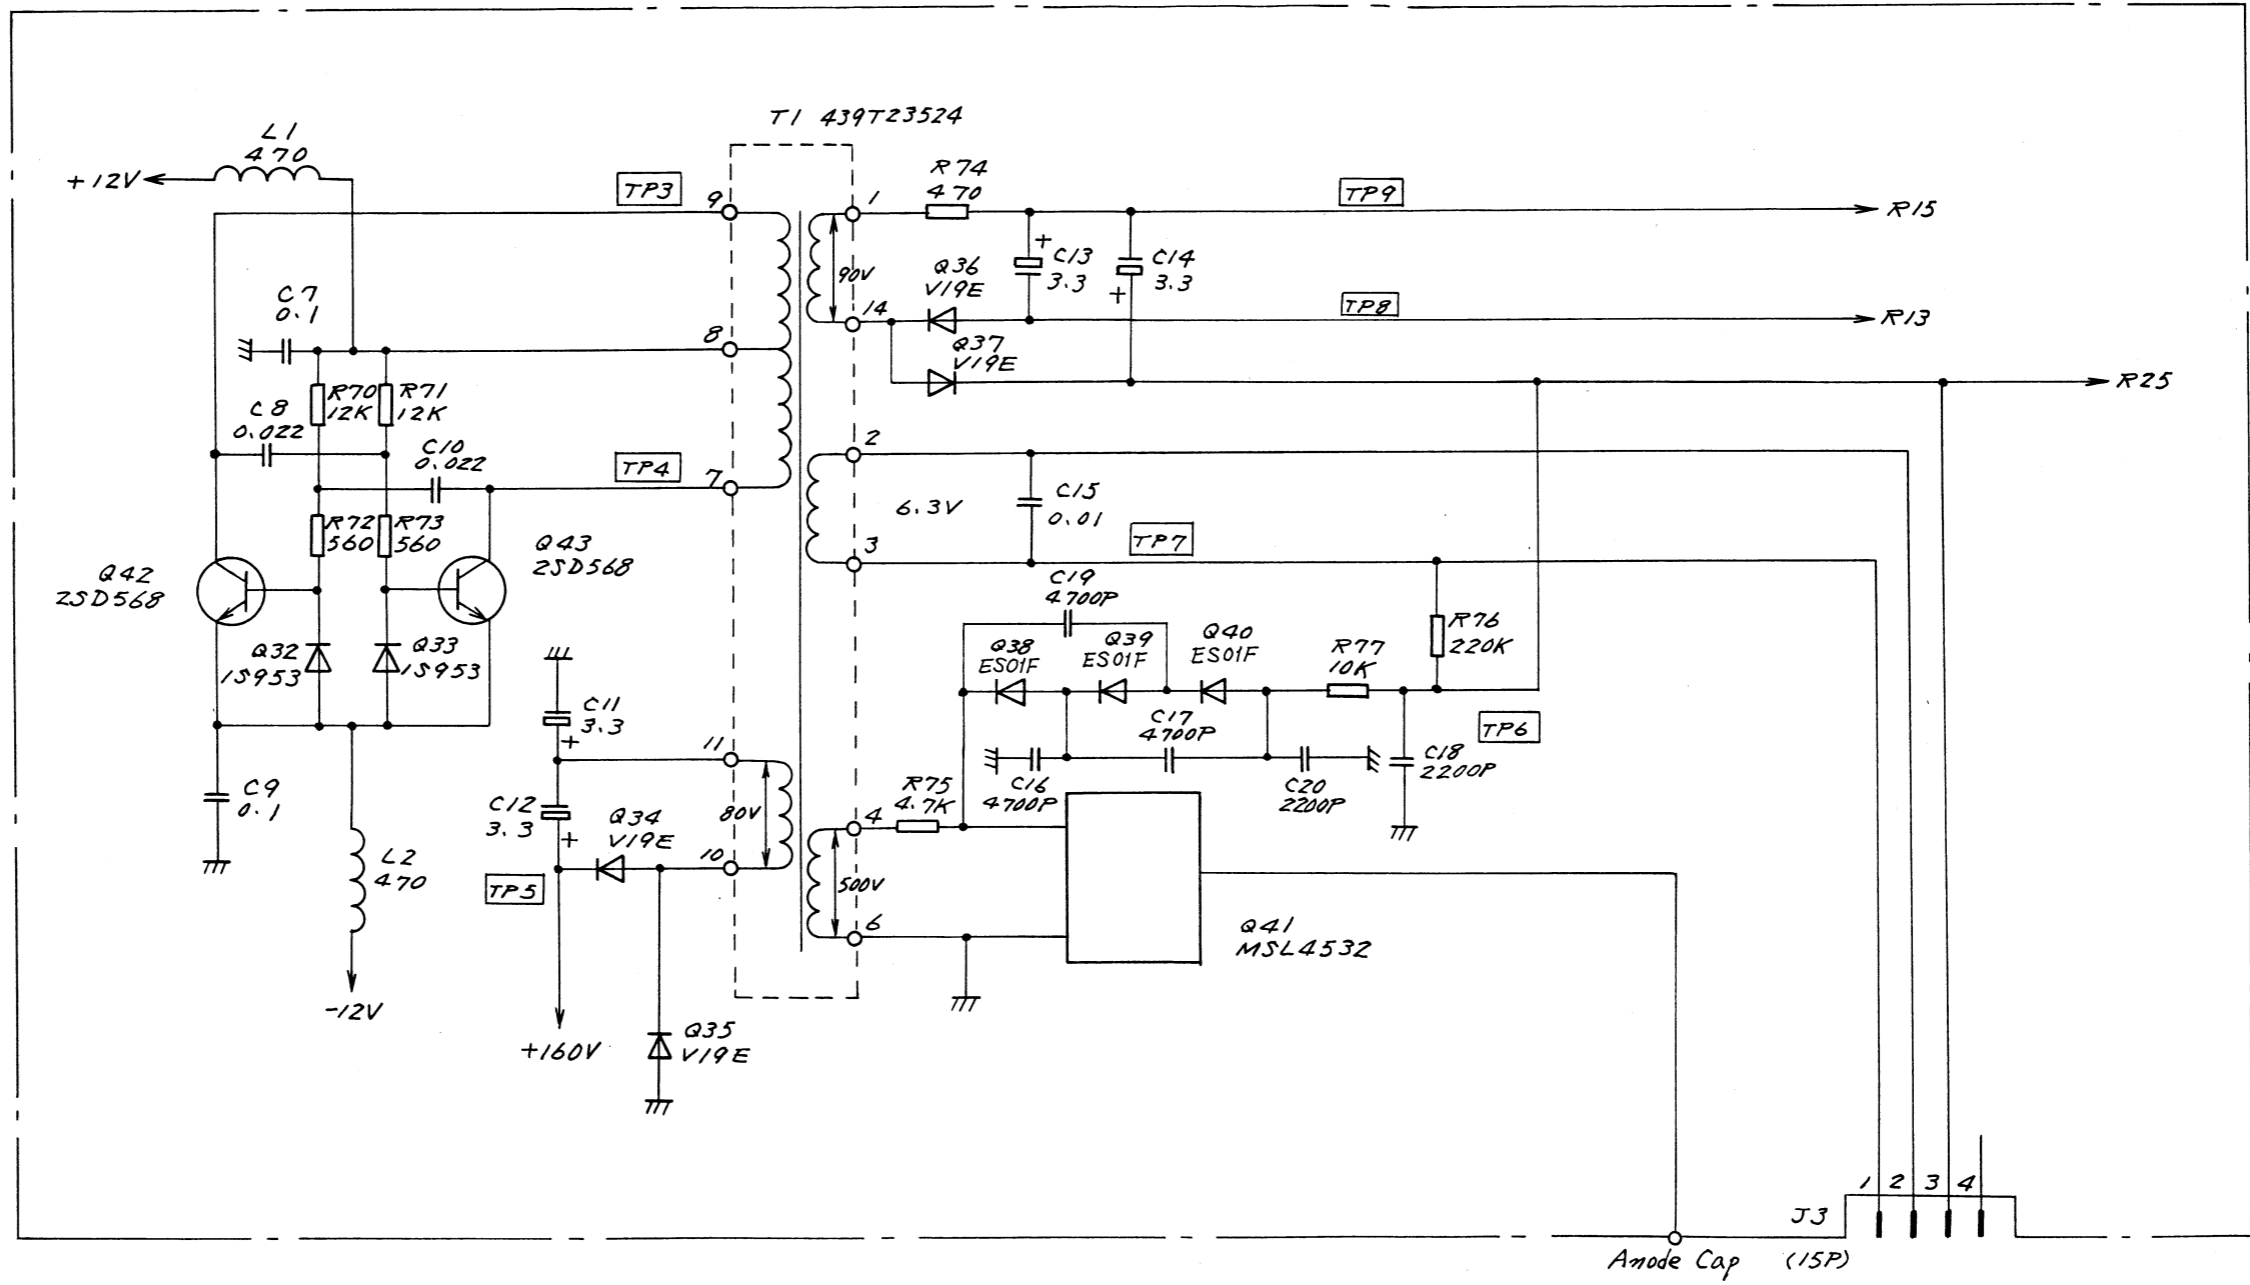 T1 439T23524
L1
470
+12V
TP3
9
1
R74
470
TP9
R15
C7
0.1
90V
Q36
V19E
+
C13
3.3
C14
3.3
+
8
14
TP8
R13
Q37
V19E
R25
R70
12K
R71
12K
C8
0.022
C10
0.022
TP4
7
2
6.3V
C15
0.01
R72
560
R73
560
Q43
2SD568
3
TP7
Q42
2SD568
C19
4700P
Q38
ES01F
Q39
ES01F
Q40
ES01F
R77
10K
R76
220K
Q32
1S953
Q33
1S953
C11
3.3
+
C17
4700P
TP6
11
C16
4700P
C20
2200P
C18
2200P
C9
0.1
C12
3.3
+
Q34
V19E
80V
R75
4.7K
4
L2
470
10
TP5
500V
6
Q41
MSL4532
-12V
+160V
Q35
V19E
1 2 3 4
J3
Anode Cap (15P)